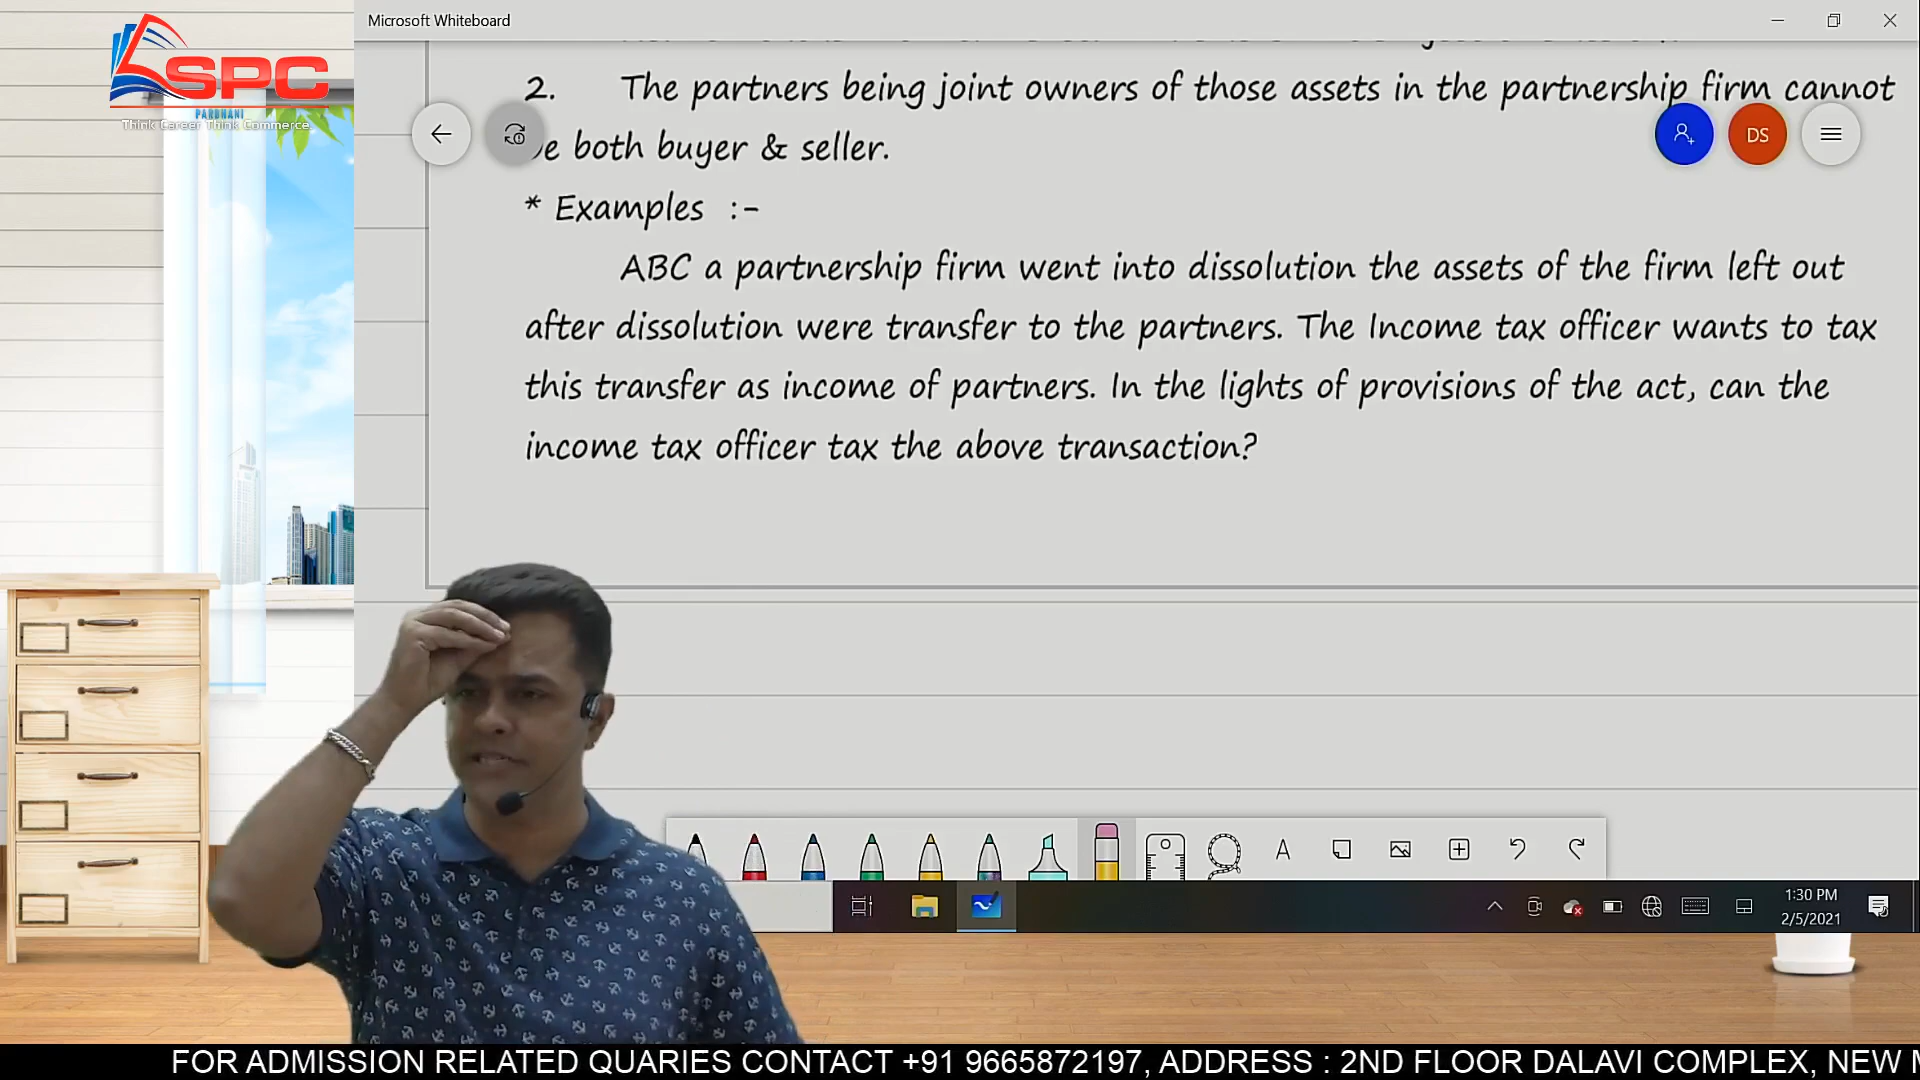 Microsoft Whiteboard
SPC
PARDHANI
Think Career Think Commerce.
2. The partners being joint owners of those assets in the partnership firm cannot
be both buyer & seller.
DS
* Examples :-
ABC a partnership firm went into dissolution the assets of the firm left out
after dissolution were transfer to the partners. The Income tax officer wants to tax
this transfer as income of partners. In the lights of provisions of the act, can the
income tax officer tax the above transaction?
1:30 PM
2/5/2021
FOR ADMISSION RELATED QUARIES CONTACT +91 9665872197, ADDRESS : 2ND FLOOR DALAVI COMPLEX, NEW